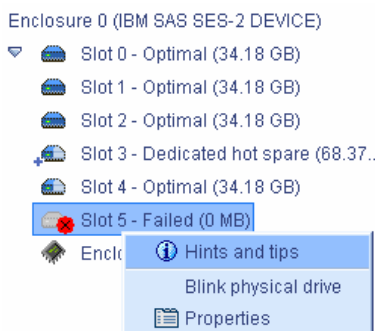 Enclosure 0 (IBM SAS SES-2 DEVICE)
Slot 0 - Optimal (34.18 GB)
Slot 1 - Optimal (34.18 GB)
Slot 2 - Optimal (34.18 GB)
Slot 3 - Dedicated hot spare (68.37..
Slot 4 - Optimal (34.18 GB)
Slot 5 - Failed (0 MB)
Enclo
Hints and tips
Blink physical drive
Properties